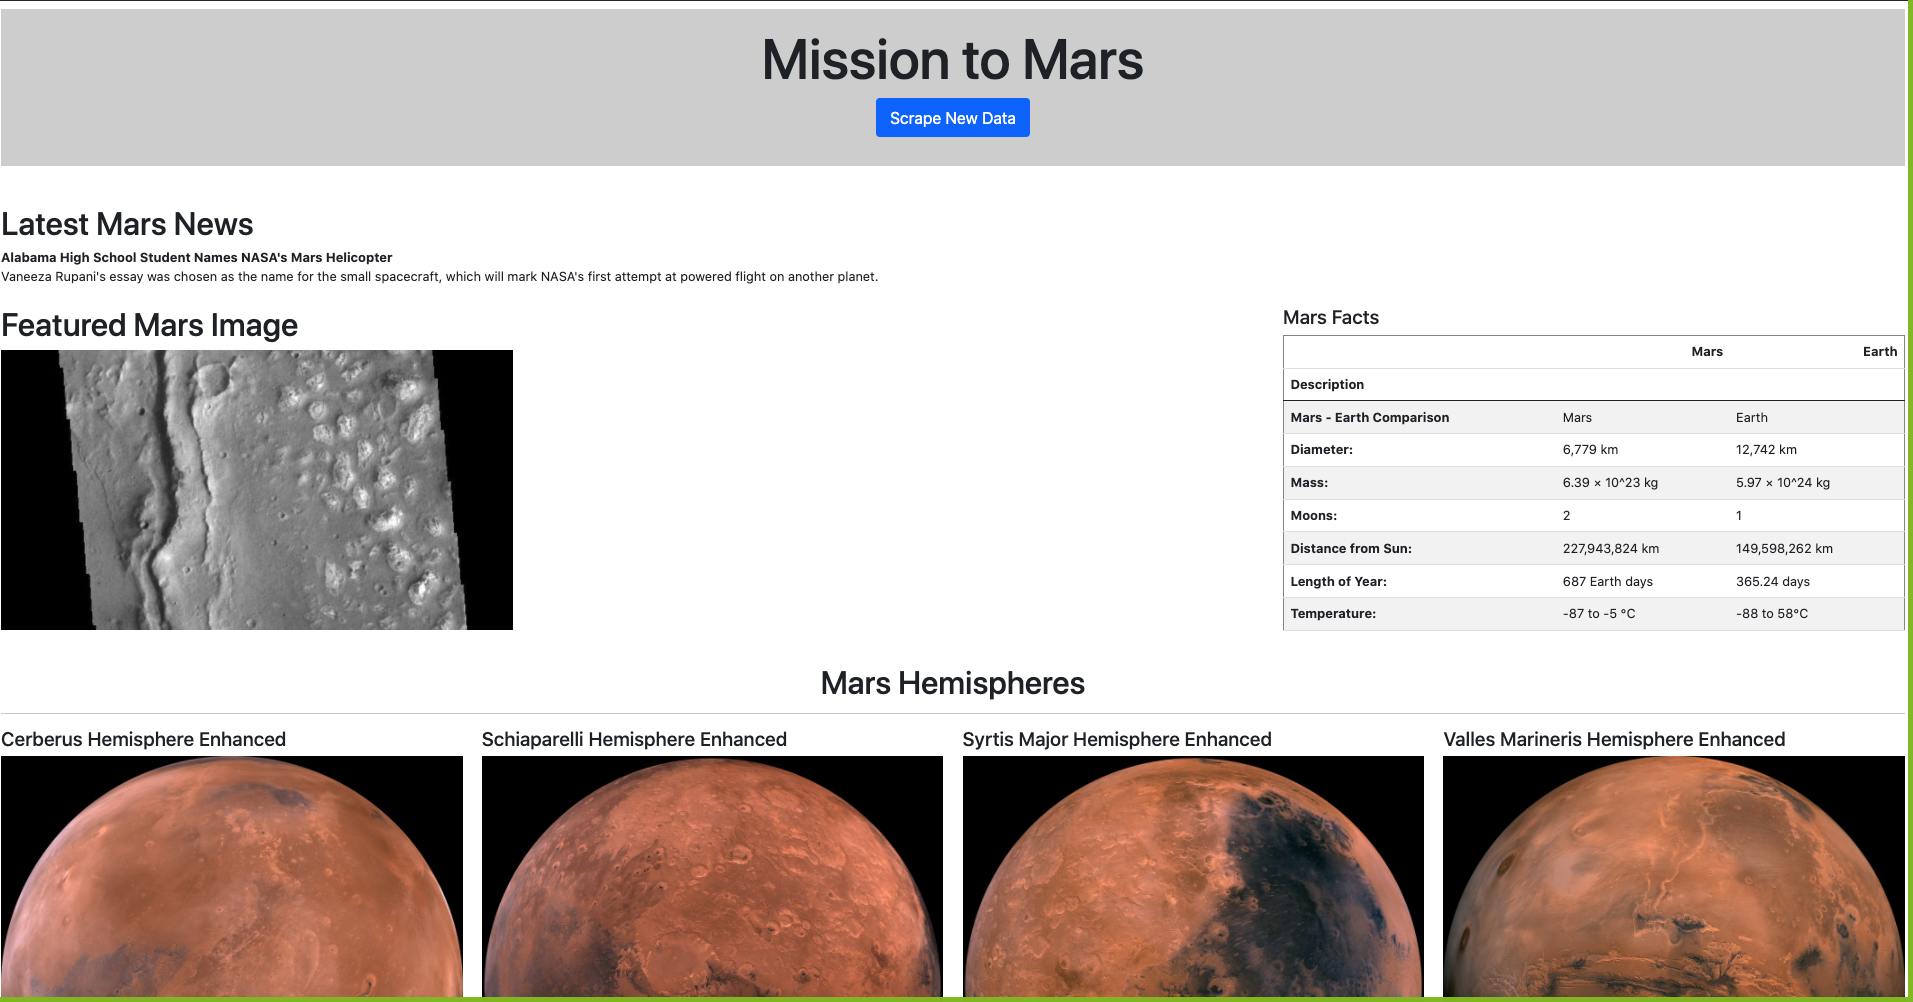 Mission to Mars
Scrape New Data
Latest Mars News
Alabama High School Student Names NASA's Mars Helicopter
Vaneeza Rupani's essay was chosen as the name for the small spacecraft, which will mark NASA's first attempt at powered flight on another planet.
Featured Mars Image
Mars Facts
Mars Earth
Description
Mars - Earth Comparison Mars Earth
Diameter: 6,779 km 12,742 km
Mass: 6.39 × 10^23 kg 5.97 × 10^24 kg
Moons: 2 1
Distance from Sun: 227,943,824 km 149,598,262 km
Length of Year: 687 Earth days 365.24 days
Temperature: -87 to -5 °C -88 to 58°C
Mars Hemispheres
Cerberus Hemisphere Enhanced
Schiaparelli Hemisphere Enhanced
Syrtis Major Hemisphere Enhanced
Valles Marineris Hemisphere Enhanced